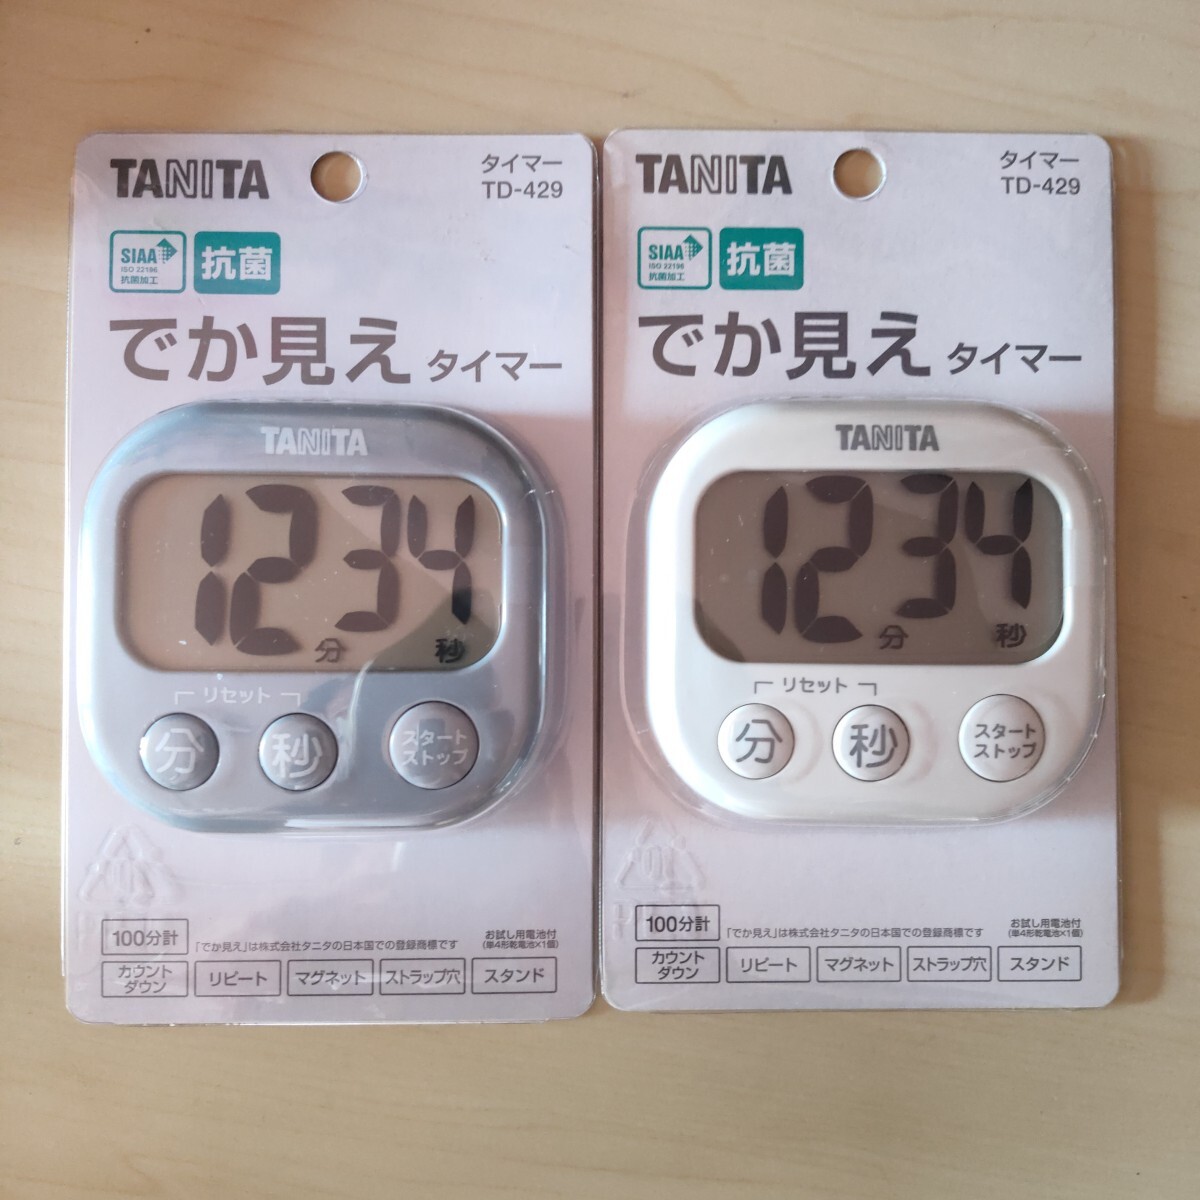 TANITA
タイマー
TD-429
SIAA
ISO 22196
抗菌加工
抗菌
でか見え タイマー
TANITA
12 34
分 秒
リセット
分 秒 スタート
ストップ
100分計
「でか見え」は株式会社タニタの日本国での登録商標です
お試し用電池付
(単4形乾電池×1個)
カウント
ダウン
リピート
マグネット
ストラップ穴
スタンド
TANITA
タイマー
TD-429
SIAA
ISO 22196
抗菌加工
抗菌
でか見え タイマー
TANITA
12 34
分 秒
リセット
分 秒 スタート
ストップ
100分計
「でか見え」は株式会社タニタの日本国での登録商標です
お試し用電池付
(単4形乾電池×1個)
カウント
ダウン
リピート
マグネット
ストラップ穴
スタンド